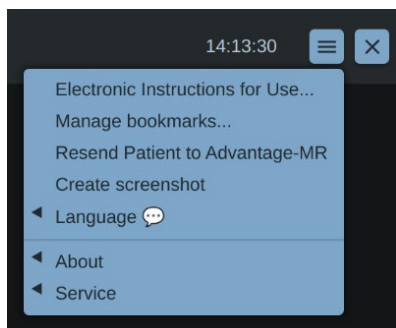 14:13:30
Electronic Instructions for Use...
Manage bookmarks...
Resend Patient to Advantage-MR
Create screenshot
Language 💬
About
Service